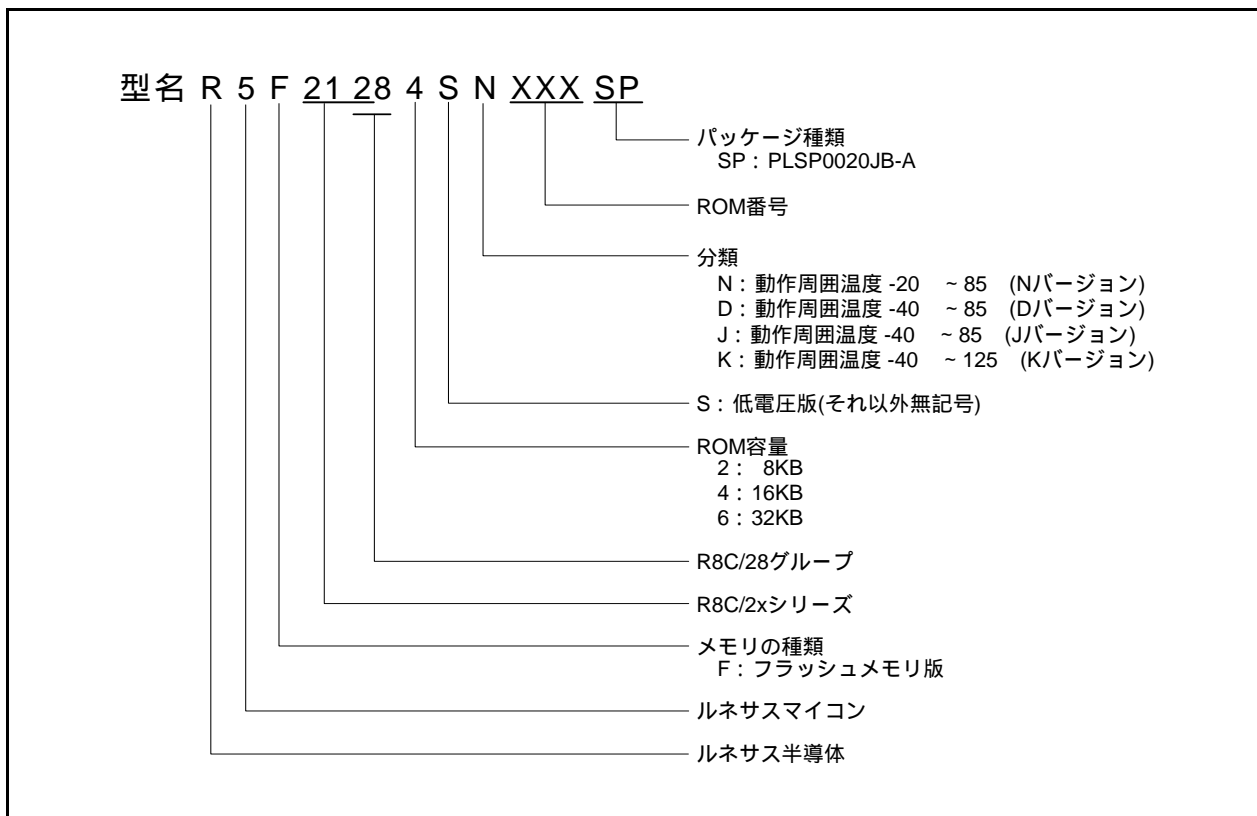 型名 R 5 F 21 28 4 S N XXX SP
パッケージ種類
SP : PLSP0020JB-A
ROM番号
分類
N : 動作周囲温度 -20 ~ 85 (Nバージョン)
D : 動作周囲温度 -40 ~ 85 (Dバージョン)
J : 動作周囲温度 -40 ~ 85 (Jバージョン)
K : 動作周囲温度 -40 ~ 125 (Kバージョン)
S : 低電圧版(それ以外無記号)
ROM容量
2 : 8KB
4 : 16KB
6 : 32KB
R8C/28グループ
R8C/2xシリーズ
メモリの種類
F : フラッシュメモリ版
ルネサスマイコン
ルネサス半導体